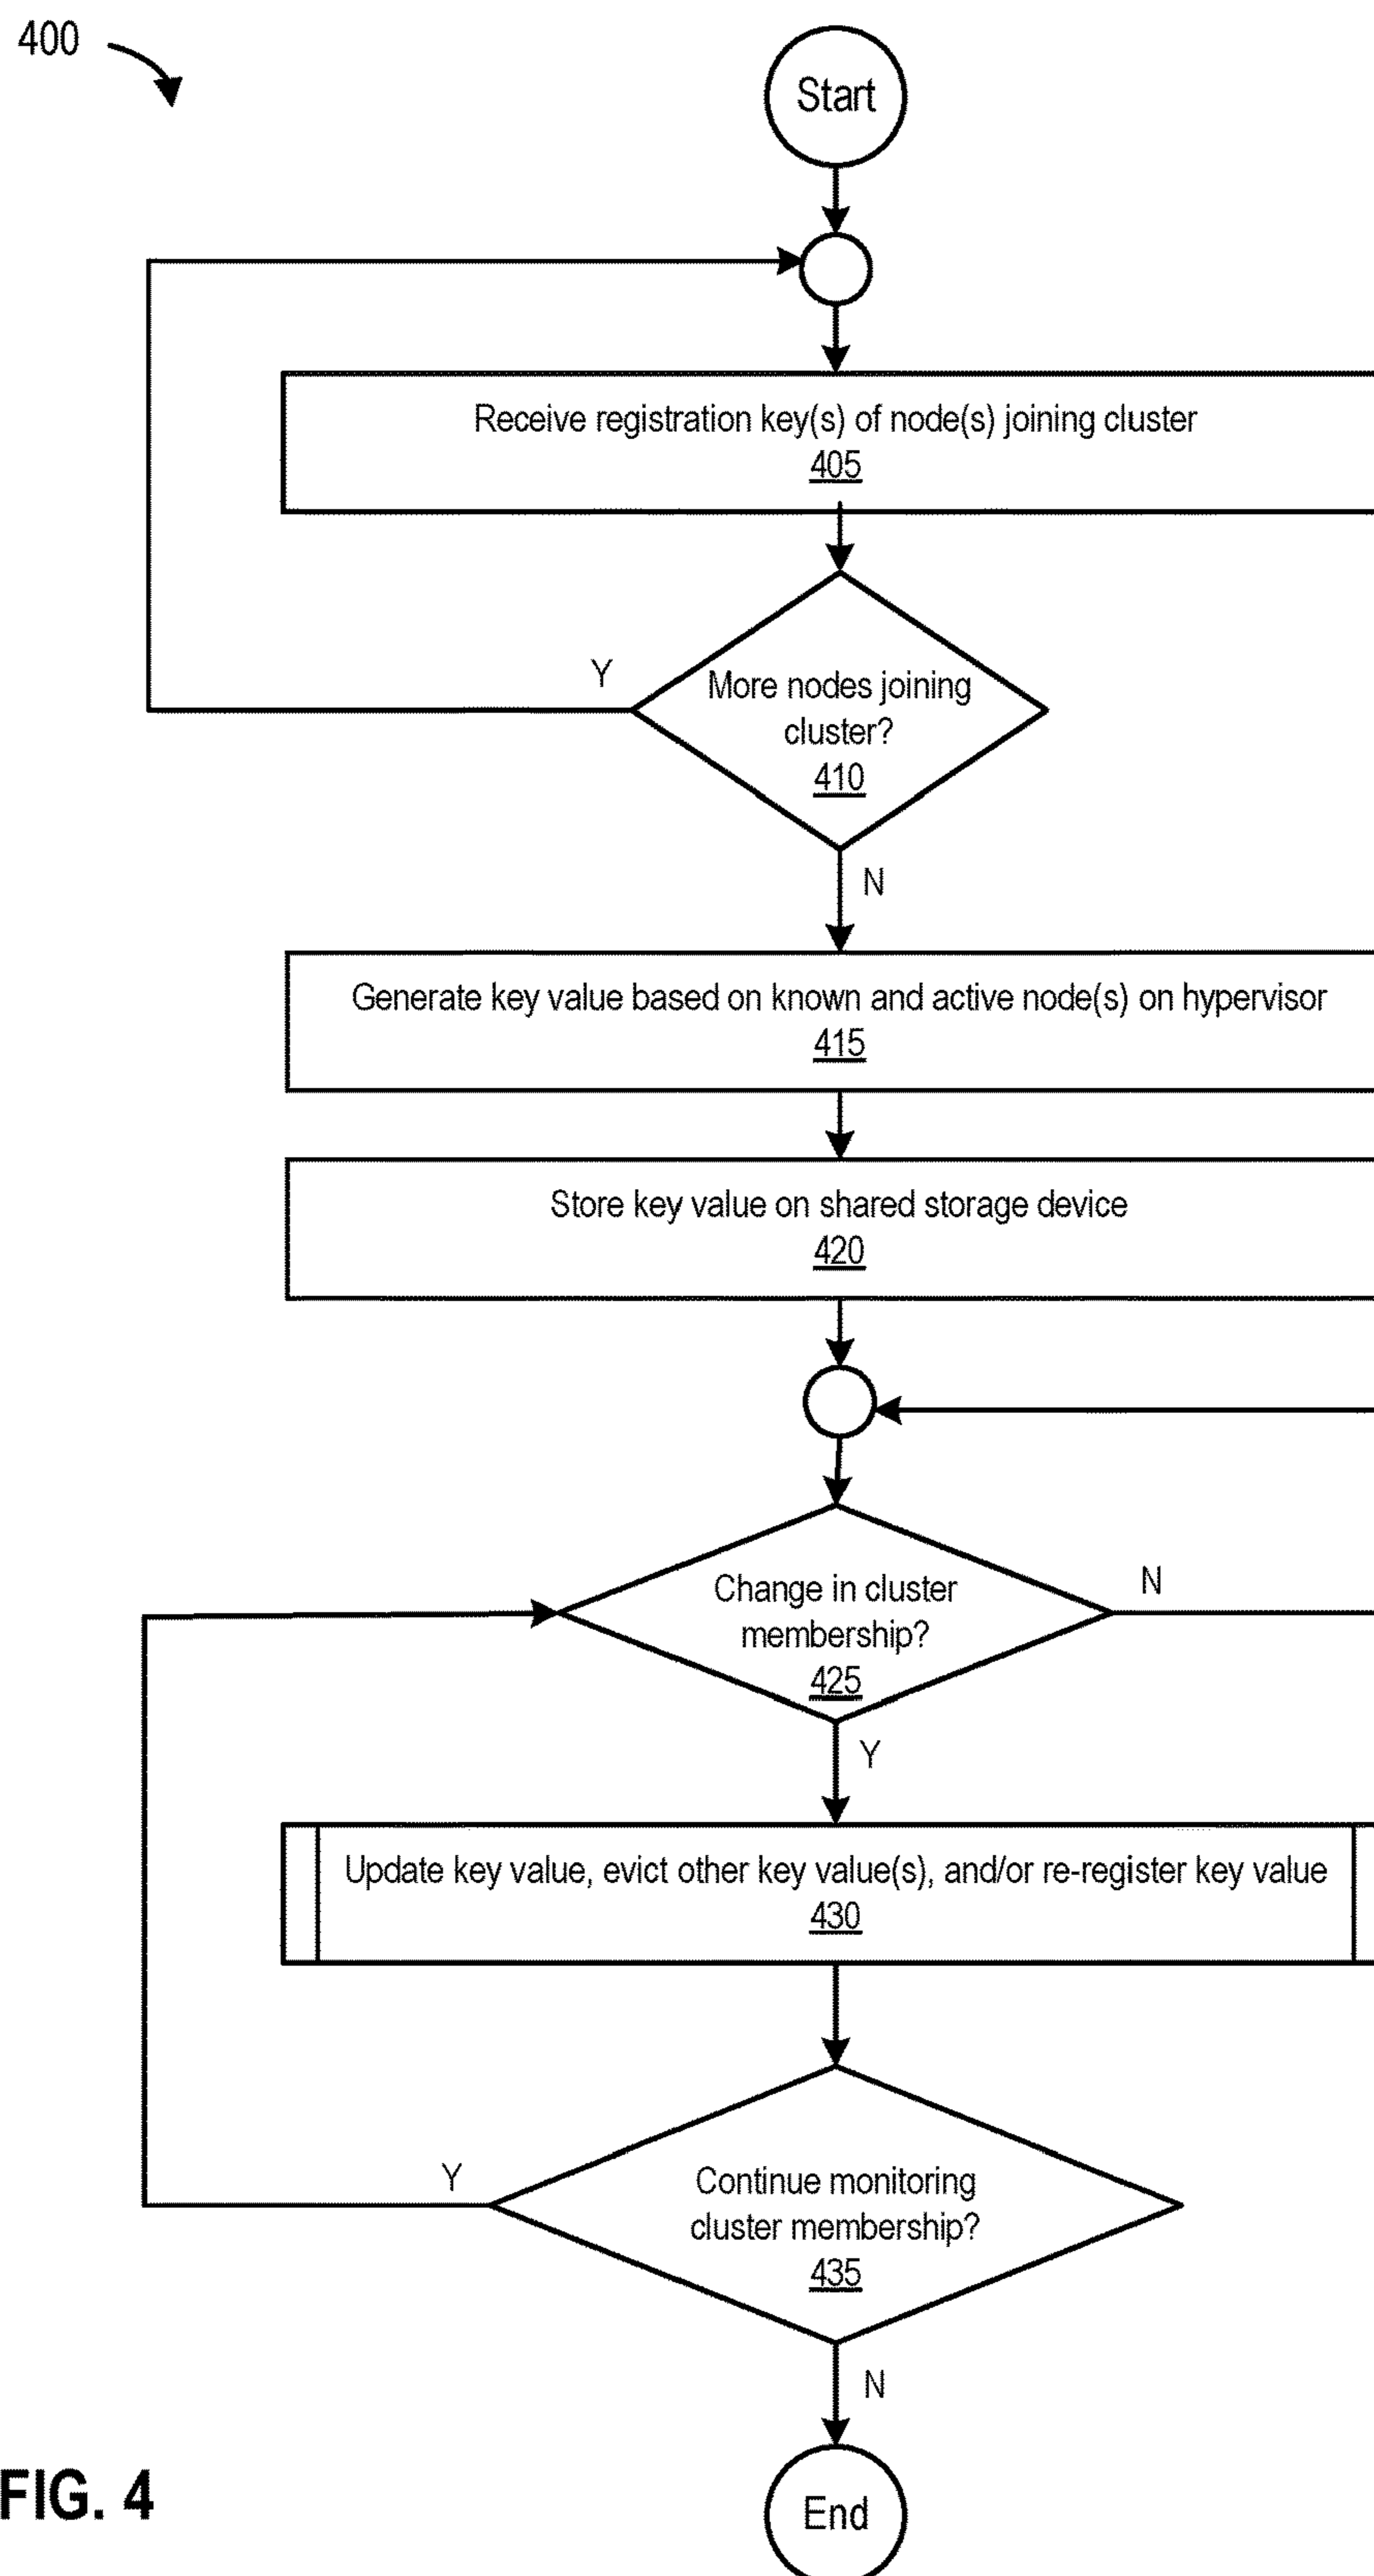 400
Start
Receive registration key(s) of node(s) joining cluster
405
Y
More nodes joining
cluster?
410
N
Generate key value based on known and active node(s) on hypervisor
415
Store key value on shared storage device
420
N
Change in cluster
membership?
425
Y
Update key value, evict other key value(s), and/or re-register key value
430
Y
Continue monitoring
cluster membership?
435
N
FIG. 4
End